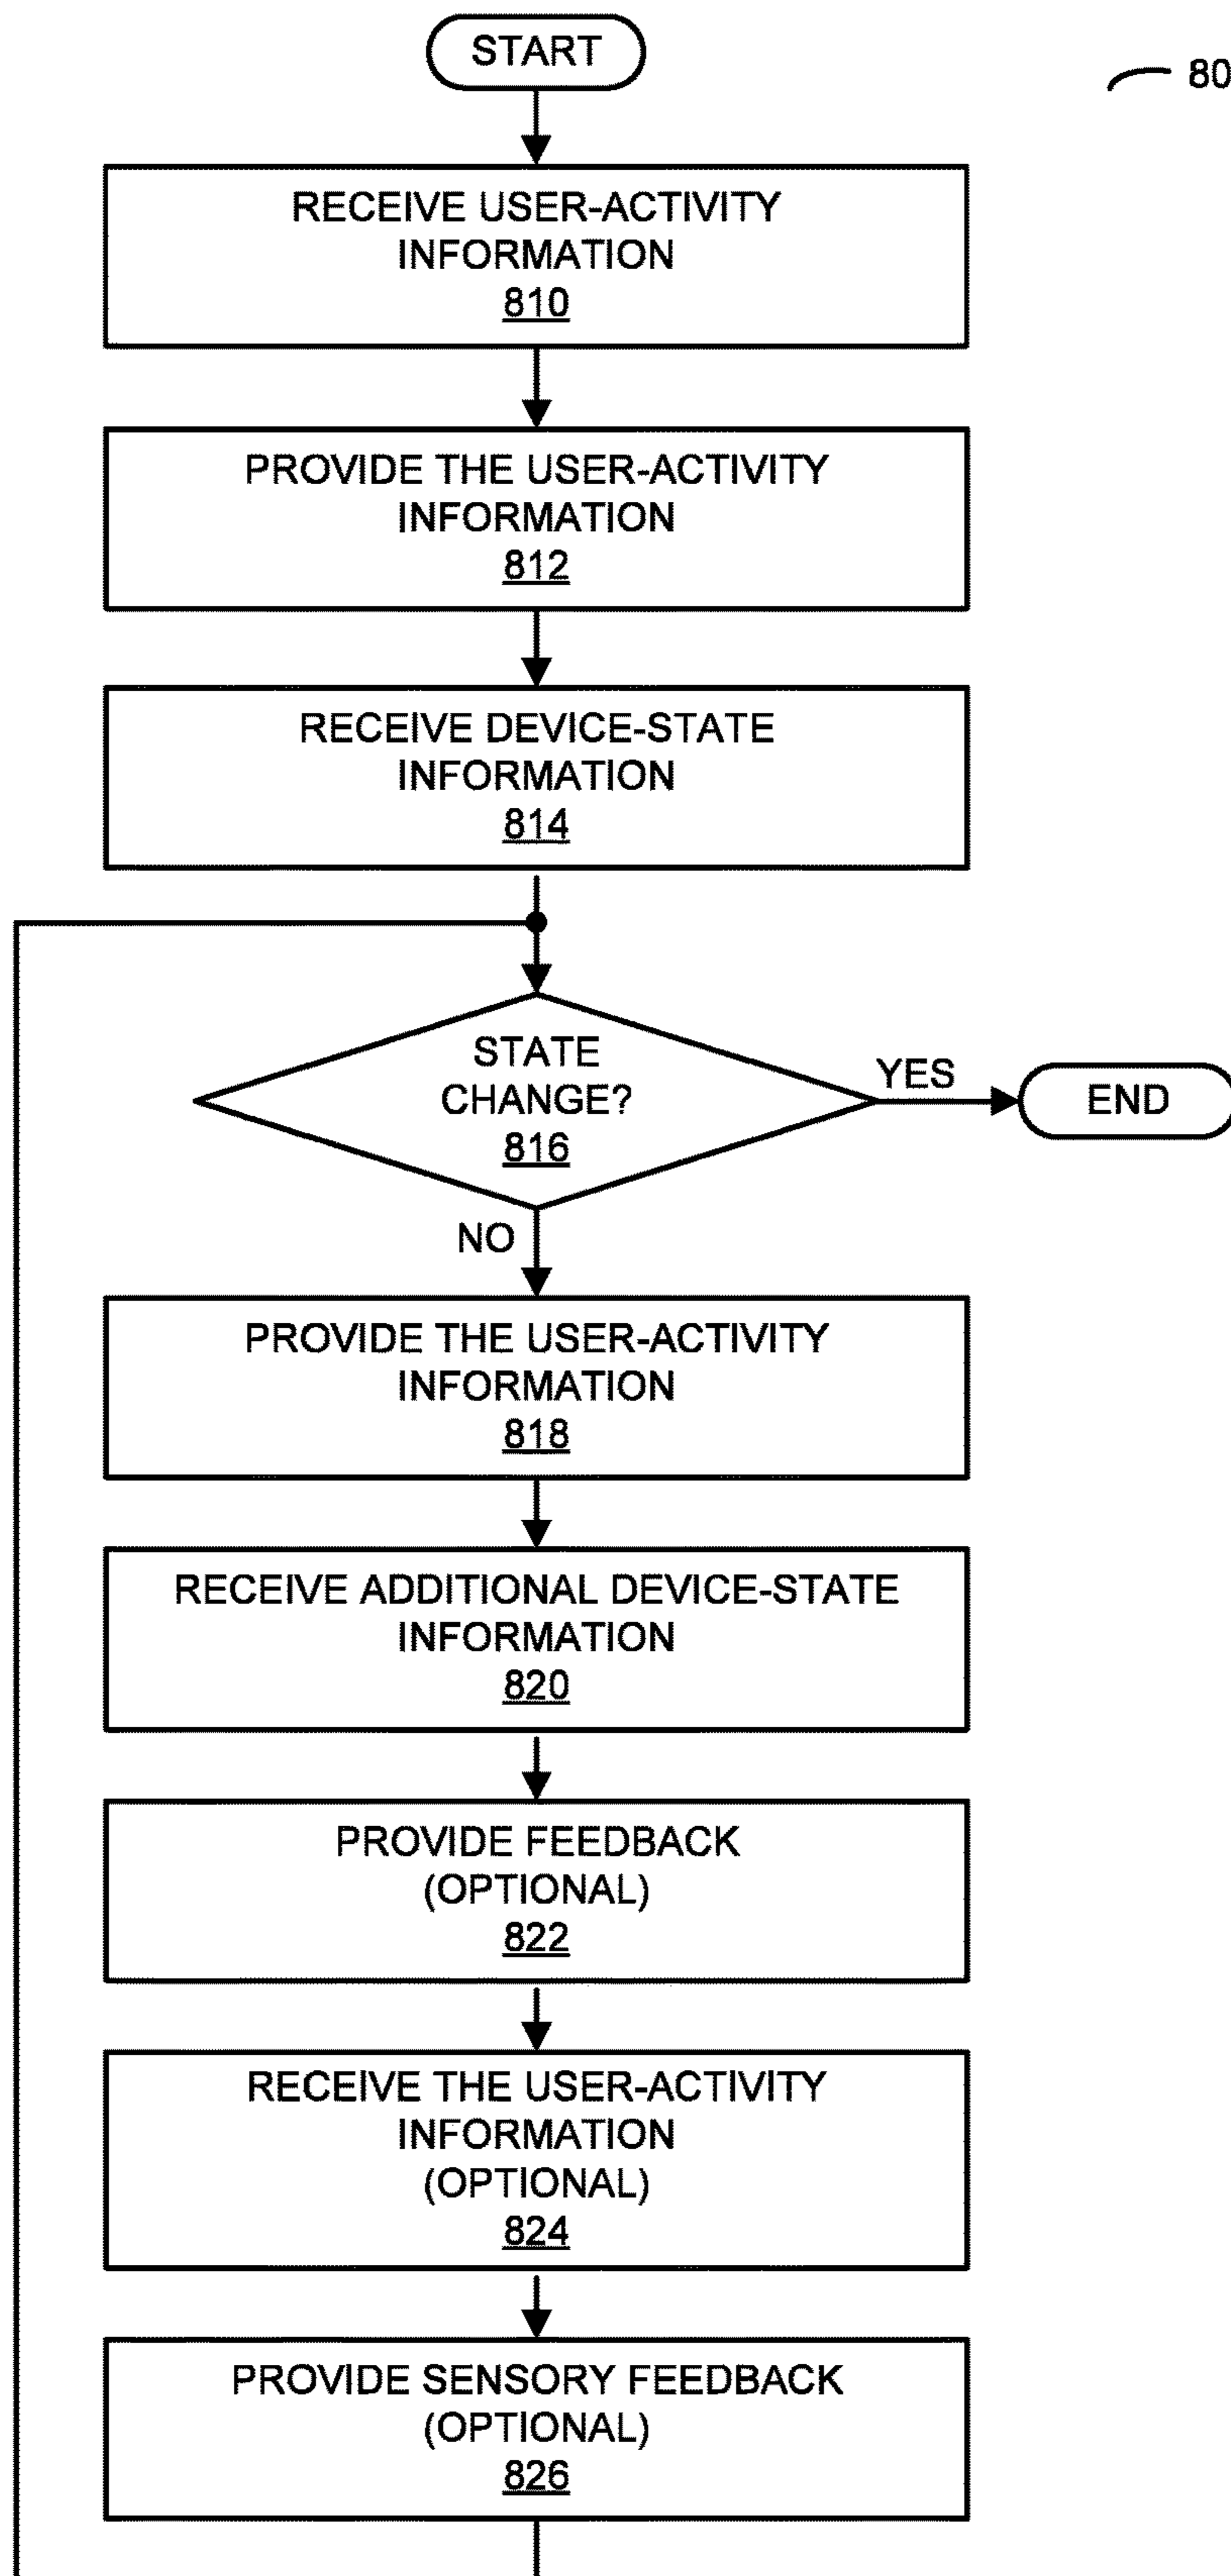 START
80
RECEIVE USER-ACTIVITY
INFORMATION
810
PROVIDE THE USER-ACTIVITY
INFORMATION
812
RECEIVE DEVICE-STATE
INFORMATION
814
STATE
CHANGE?
816
YES
END
NO
PROVIDE THE USER-ACTIVITY
INFORMATION
818
RECEIVE ADDITIONAL DEVICE-STATE
INFORMATION
820
PROVIDE FEEDBACK
(OPTIONAL)
822
RECEIVE THE USER-ACTIVITY
INFORMATION
(OPTIONAL)
824
PROVIDE SENSORY FEEDBACK
(OPTIONAL)
826